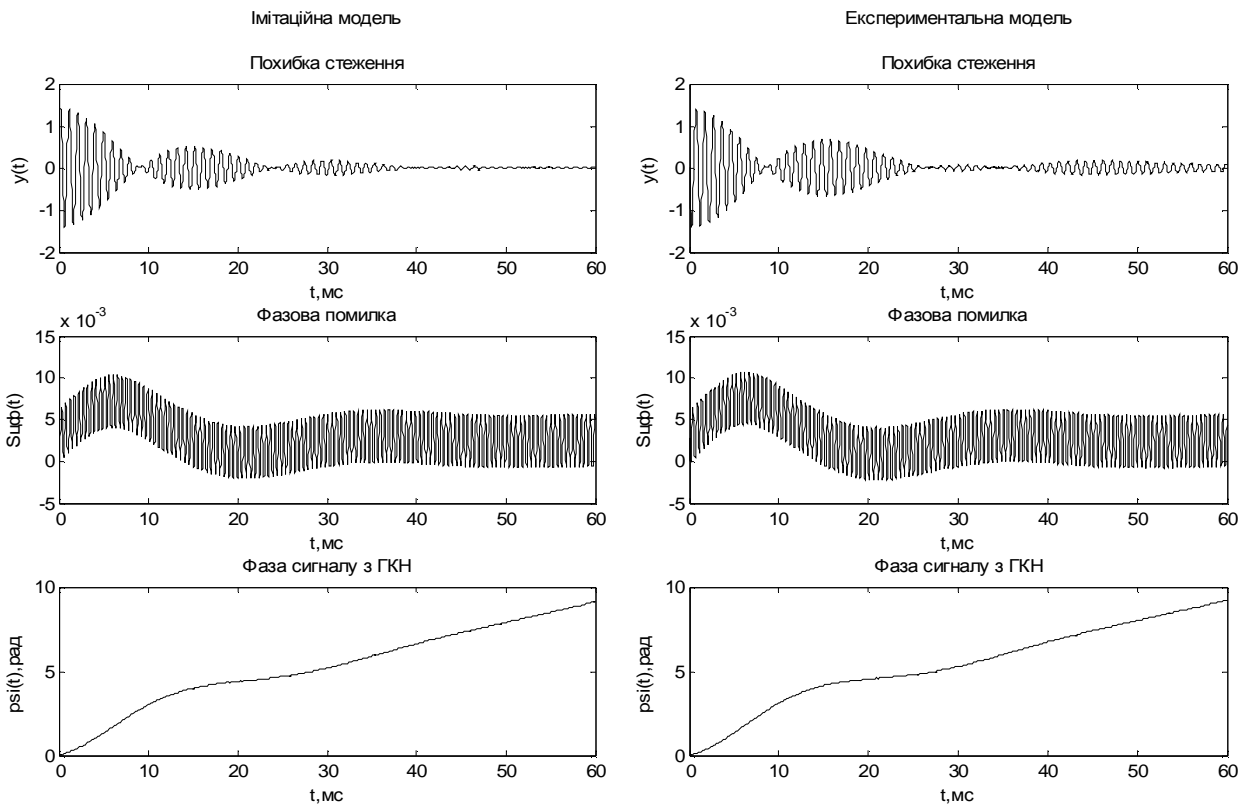 Імітаційна модель
Експериментальна модель
Похибка стеження
2
1
0
-1
-2
y(t)
0 10 20 30 40 50 60
t,мс
Похибка стеження
2
1
0
-1
-2
y(t)
0 10 20 30 40 50 60
t,мс
x 10^-3
Фазова помилка
15
10
5
0
-5
Suф(t)
0 10 20 30 40 50 60
t,мс
x 10^-3
Фазова помилка
15
10
5
0
-5
Suф(t)
0 10 20 30 40 50 60
t,мс
Фаза сигналу з ГКН
10
5
0
psi(t),рад
0 10 20 30 40 50 60
t,мс
Фаза сигналу з ГКН
10
5
0
psi(t),рад
0 10 20 30 40 50 60
t,мс